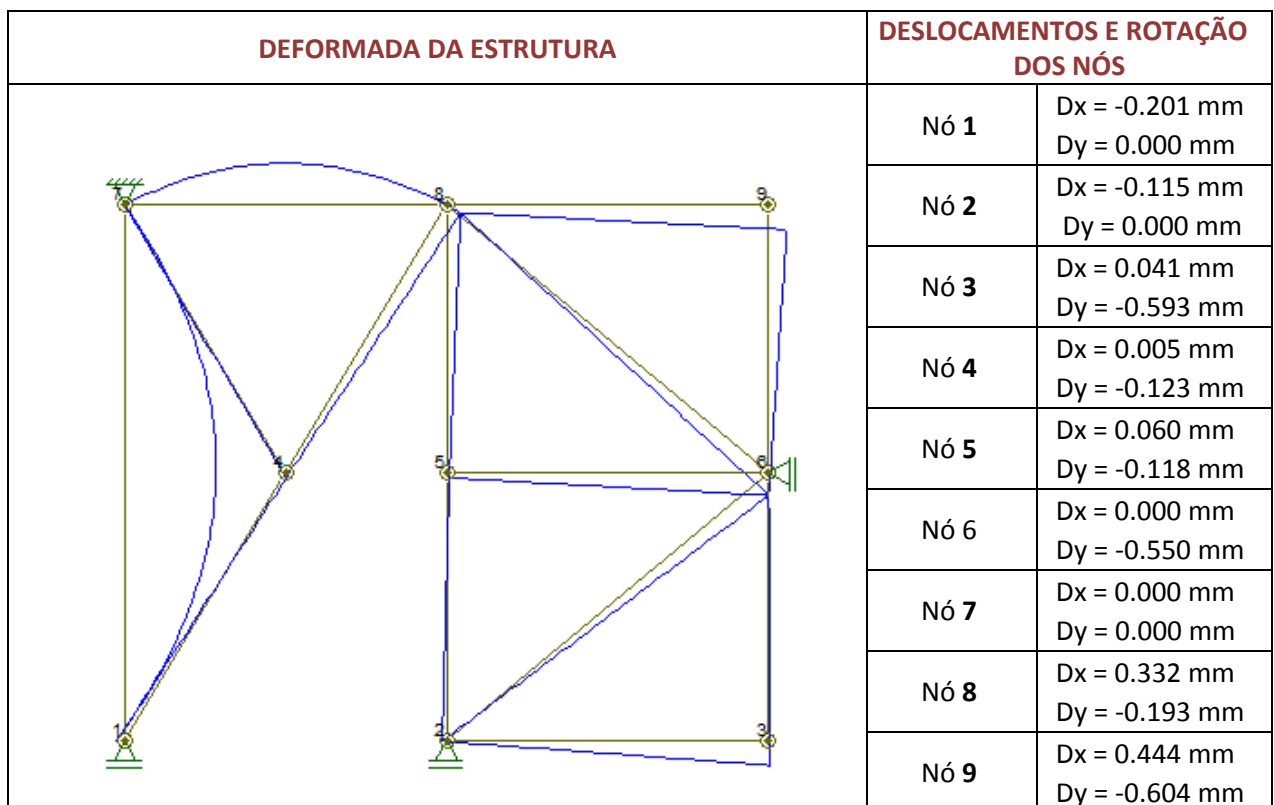 DEFORMADA DA ESTRUTURA
DESLOCAMENTOS E ROTAÇÃO
DOS NÓS
Nó 1
Dx = -0.201 mm
Dy = 0.000 mm
Nó 2
Dx = -0.115 mm
Dy = 0.000 mm
Nó 3
Dx = 0.041 mm
Dy = -0.593 mm
Nó 4
Dx = 0.005 mm
Dy = -0.123 mm
Nó 5
Dx = 0.060 mm
Dy = -0.118 mm
Nó 6
Dx = 0.000 mm
Dy = -0.550 mm
Nó 7
Dx = 0.000 mm
Dy = 0.000 mm
Nó 8
Dx = 0.332 mm
Dy = -0.193 mm
Nó 9
Dx = 0.444 mm
Dy = -0.604 mm
7 8 9
4 5 6
1 2 3